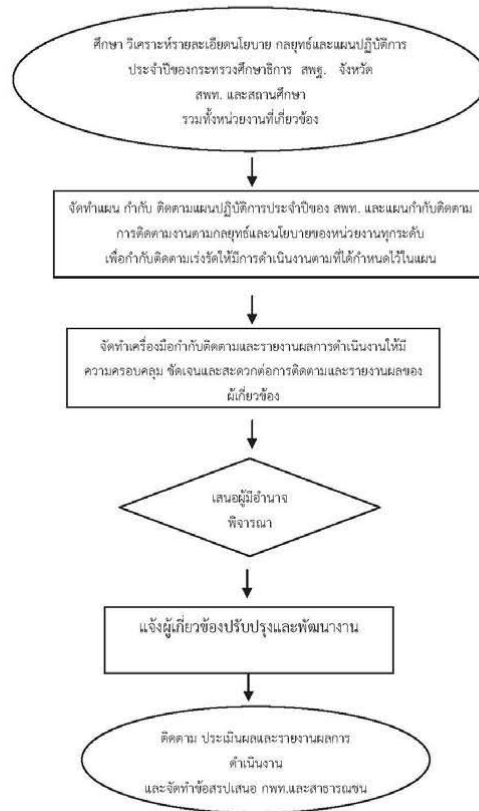 ศึกษา วิเคราะห์รายละเอียดนโยบาย กลยุทธ์และแผนปฏิบัติการ
ประจำปีของกระทรวงศึกษาธิการ สพฐ. จังหวัด
สพท. และสถานศึกษา
รวมทั้งหน่วยงานที่เกี่ยวข้อง
จัดทำแผน กำกับ ติดตามแผนปฏิบัติการประจำปีของ สพท. และแผนกำกับติดตาม
การติดตามงานตามกลยุทธ์และนโยบายของหน่วยงานทุกระดับ
เพื่อกำกับติดตามเร่งรัดให้มีการดำเนินงานตามที่ได้กำหนดไว้ในแผน
จัดทำเครื่องมือกำกับติดตามและรายงานผลการดำเนินงานให้มี
ความครอบคลุม ชัดเจนและสะดวกต่อการติดตามและรายงานผลของ
ผู้เกี่ยวข้อง
เสนอผู้มีอำนาจ
พิจารณา
แจ้งผู้เกี่ยวข้องปรับปรุงและพัฒนางาน
ติดตาม ประเมินผลและรายงานผลการ
ดำเนินงาน
และจัดทำข้อสรุปเสนอ กพท.และสาธารณชน